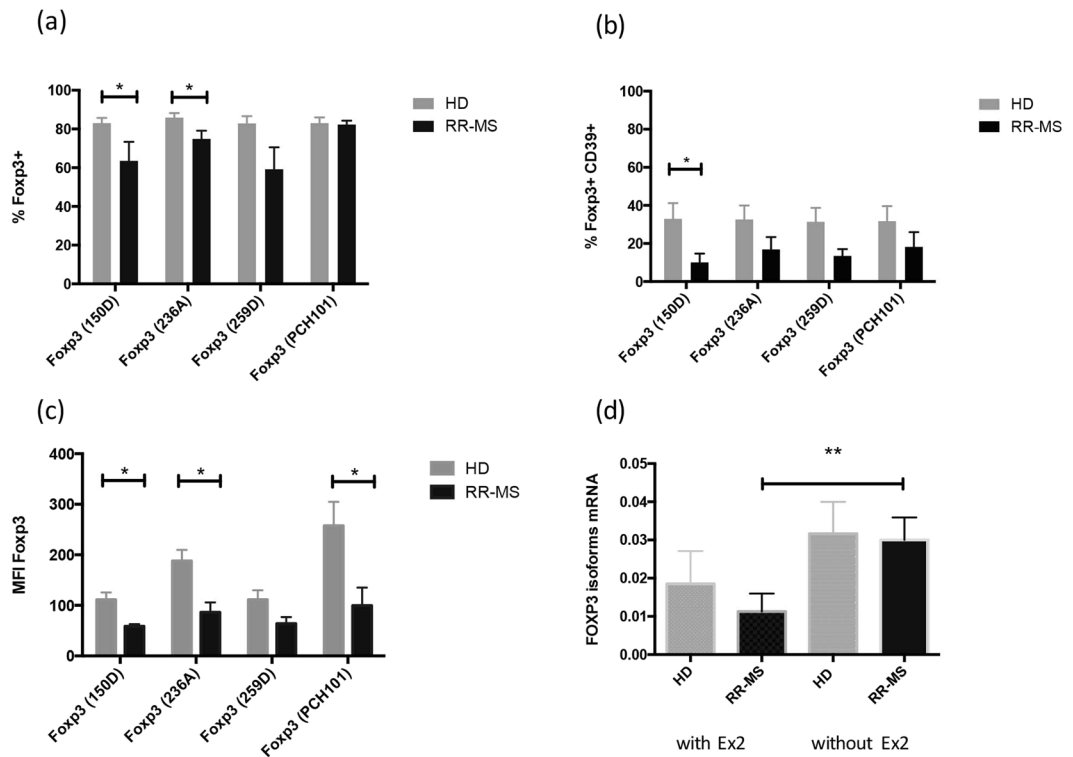 (a)
% Foxp3+
100
80
60
40
20
0
*
*
HD
RR-MS
Foxp3 (150D)
Foxp3 (236A)
Foxp3 (259D)
Foxp3 (PCH101)
(b)
% Foxp3+ CD39+
100
80
60
40
20
0
*
HD
RR-MS
Foxp3 (150D)
Foxp3 (236A)
Foxp3 (259D)
Foxp3 (PCH101)
(c)
MFI Foxp3
400
300
200
100
0
*
*
*
HD
RR-MS
Foxp3 (150D)
Foxp3 (236A)
Foxp3 (259D)
Foxp3 (PCH101)
(d)
FOXP3 isoforms mRNA
0.05
0.04
0.03
0.02
0.01
0.00
**
HD
RR-MS
HD
RR-MS
with Ex2
without Ex2